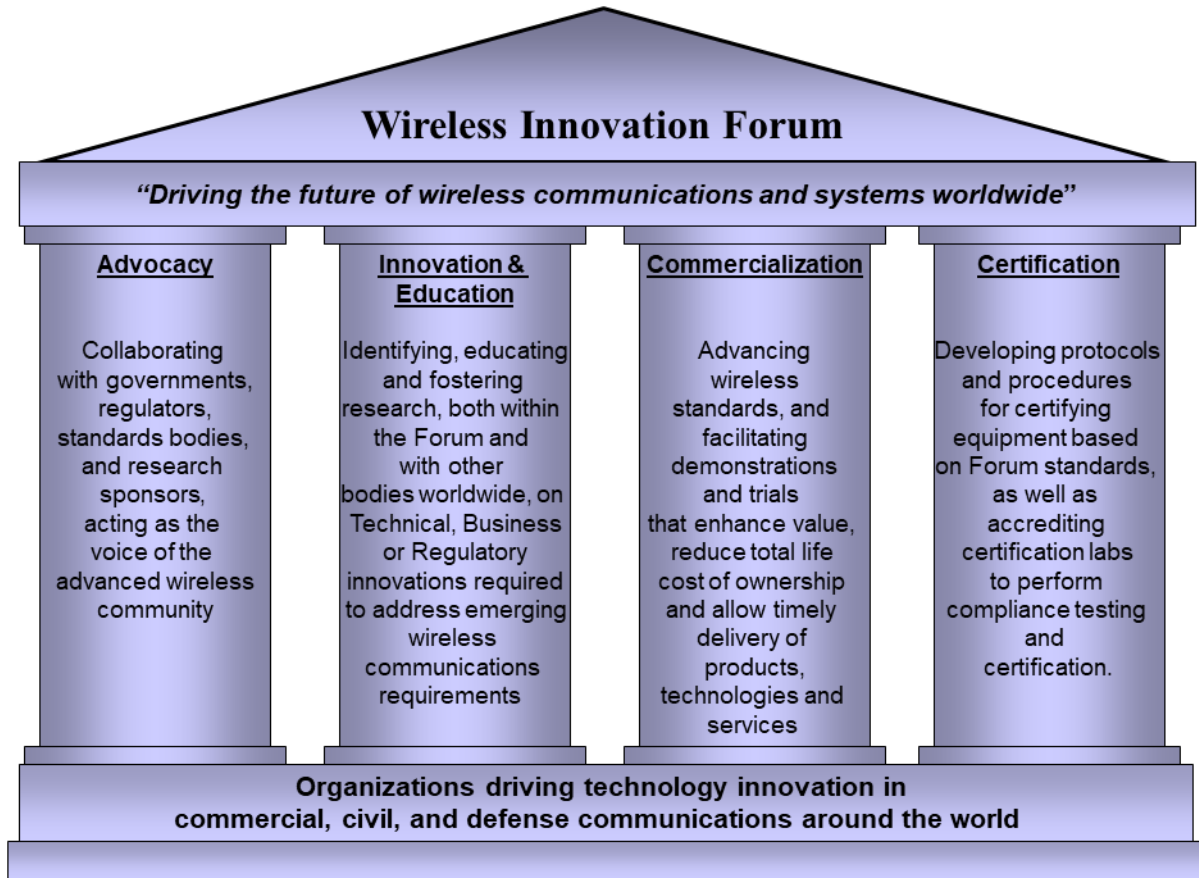 Wireless Innovation Forum
“Driving the future of wireless communications and systems worldwide”
Advocacy
Collaborating
with governments,
regulators,
standards bodies,
and research
sponsors,
acting as the
voice of the
advanced wireless
community
Innovation &
Education
Identifying, educating
and fostering
research, both within
the Forum and
with other
bodies worldwide, on
Technical, Business
or Regulatory
innovations required
to address emerging
wireless
communications
requirements
Commercialization
Advancing
wireless
standards, and
facilitating
demonstrations
and trials
that enhance value,
reduce total life
cost of ownership
and allow timely
delivery of
products,
technologies and
services
Certification
Developing protocols
and procedures
for certifying
equipment based
on Forum standards,
as well as
accrediting
certification labs
to perform
compliance testing
and
certification.
Organizations driving technology innovation in
commercial, civil, and defense communications around the world